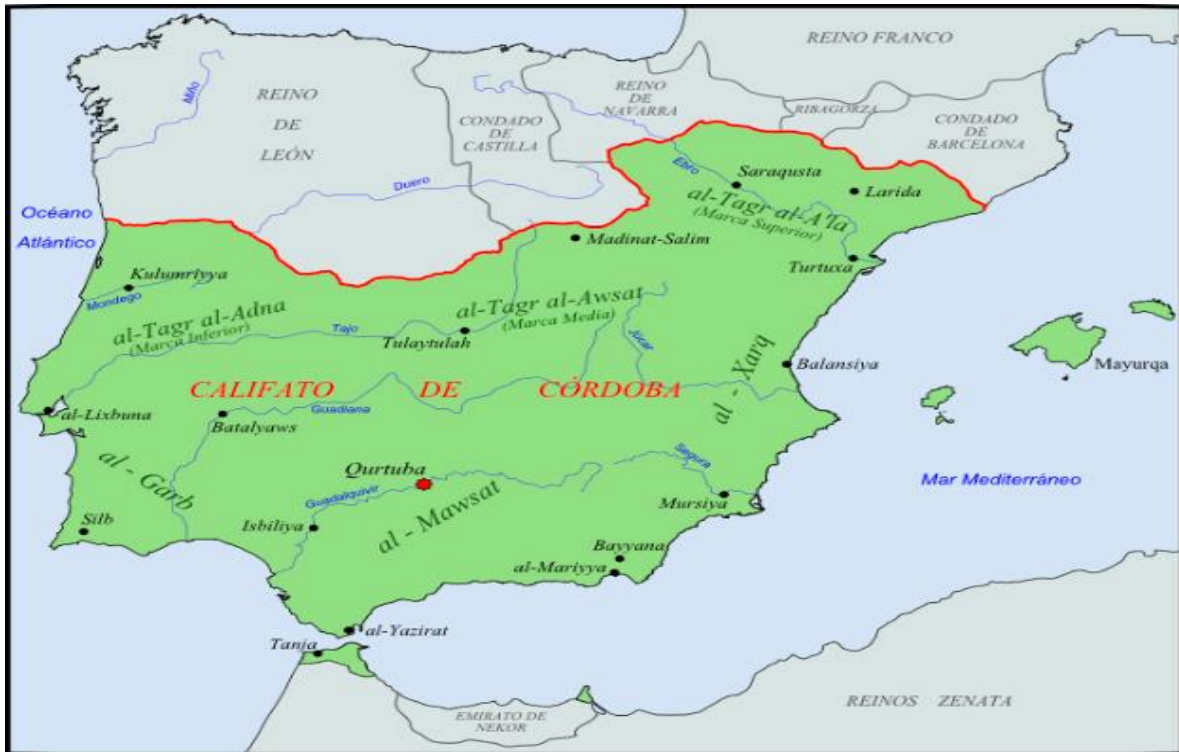 REINO FRANCO
REINO
DE
LEÓN
Miño
CONDADO
DE
CASTILLA
REINO
DE
NAVARRA
RIBAGORZA
CONDADO
DE
BARCELONA
Duero
Ebro
Saraqusta
Larida
al-Tagr al-A'la
(Marca Superior)
Océano
Atlántico
Madinat-Salim
Turtuxa
Kulumriyya
Mondego
al-Tagr al-Adna
(Marca Inferior)
Tajo
al-Tagr al-Awsat
(Marca Media)
Tulaytulah
Júcar
al - Xarq
Balansiya
Mayurqa
CALIFATO DE CÓRDOBA
al-Lixbuna
Batalyaws
Guadiana
al - Garb
Qurtuba
Guadalquivir
Segura
Mar Mediterráneo
Mursiya
Silb
Isbiliya
al - Mawsat
Bayyana
al-Mariyya
al-Yazirat
Tanja
EMIRATO DE
NEKOR
REINOS ZENATA